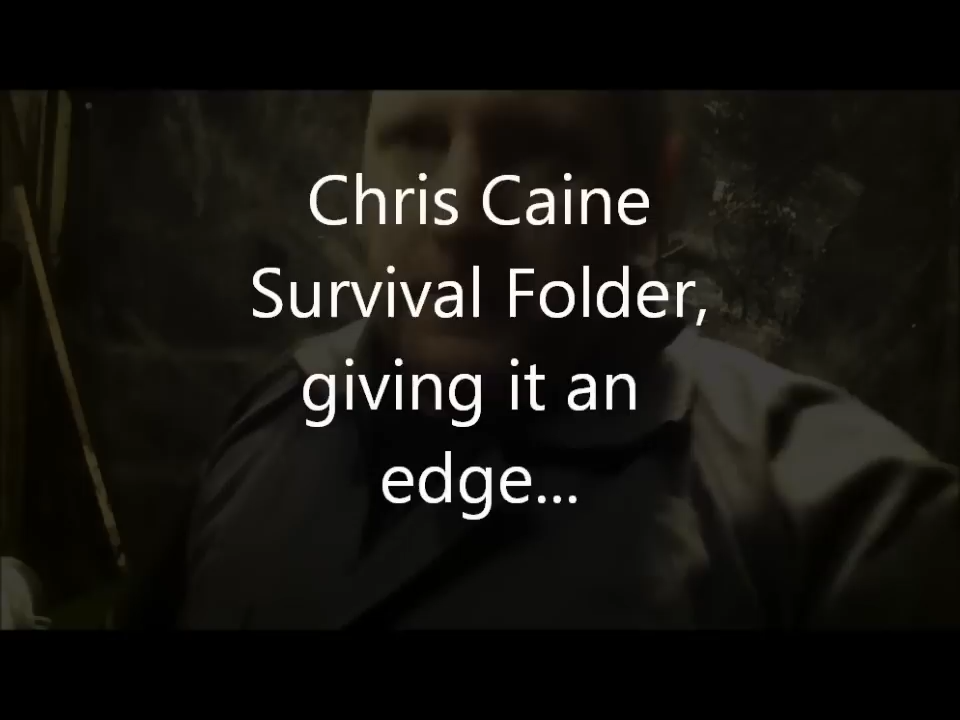 Chris Caine
Survival Folder,
giving it an
edge...